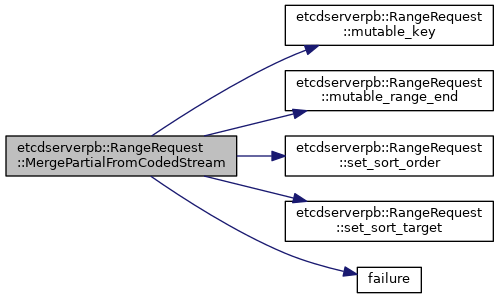 etcdserverpb::RangeRequest
::MergePartialFromCodedStream
etcdserverpb::RangeRequest
::mutable_key
etcdserverpb::RangeRequest
::mutable_range_end
etcdserverpb::RangeRequest
::set_sort_order
etcdserverpb::RangeRequest
::set_sort_target
failure